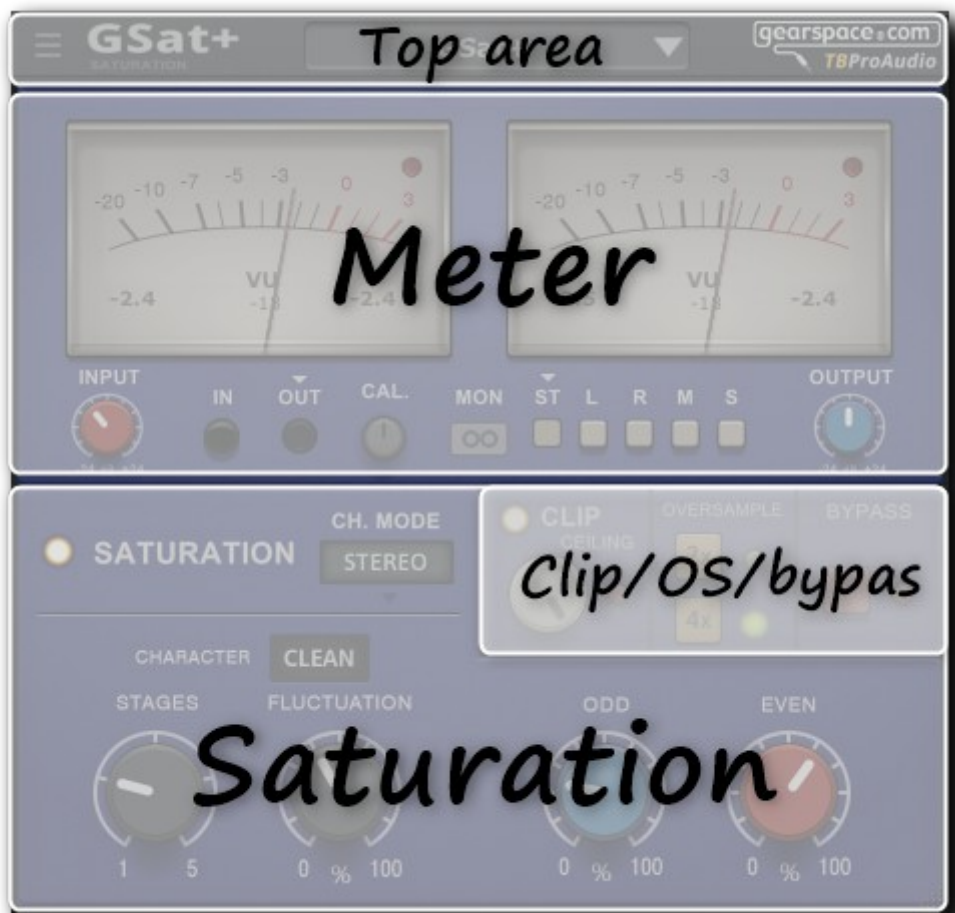 GSat+
SATURATION
Top area
gearspace.com
TBProAudio
-20 -10 -7 -5 -3 0 3
-20 -10 -7 -5 -3 0 3
Meter
VU
-18
-2.4 -2.4
VU
-18
-2.4
INPUT
IN OUT CAL. MON ST L R M S
OUTPUT
SATURATION
CH. MODE
STEREO
CLIP
CEILING
OVERSAMPLE
BYPASS
4x
Clip/OS/bypas
CHARACTER CLEAN
STAGES FLUCTUATION ODD EVEN
Saturation
1 5 0 % 100 0 % 100 0 % 100